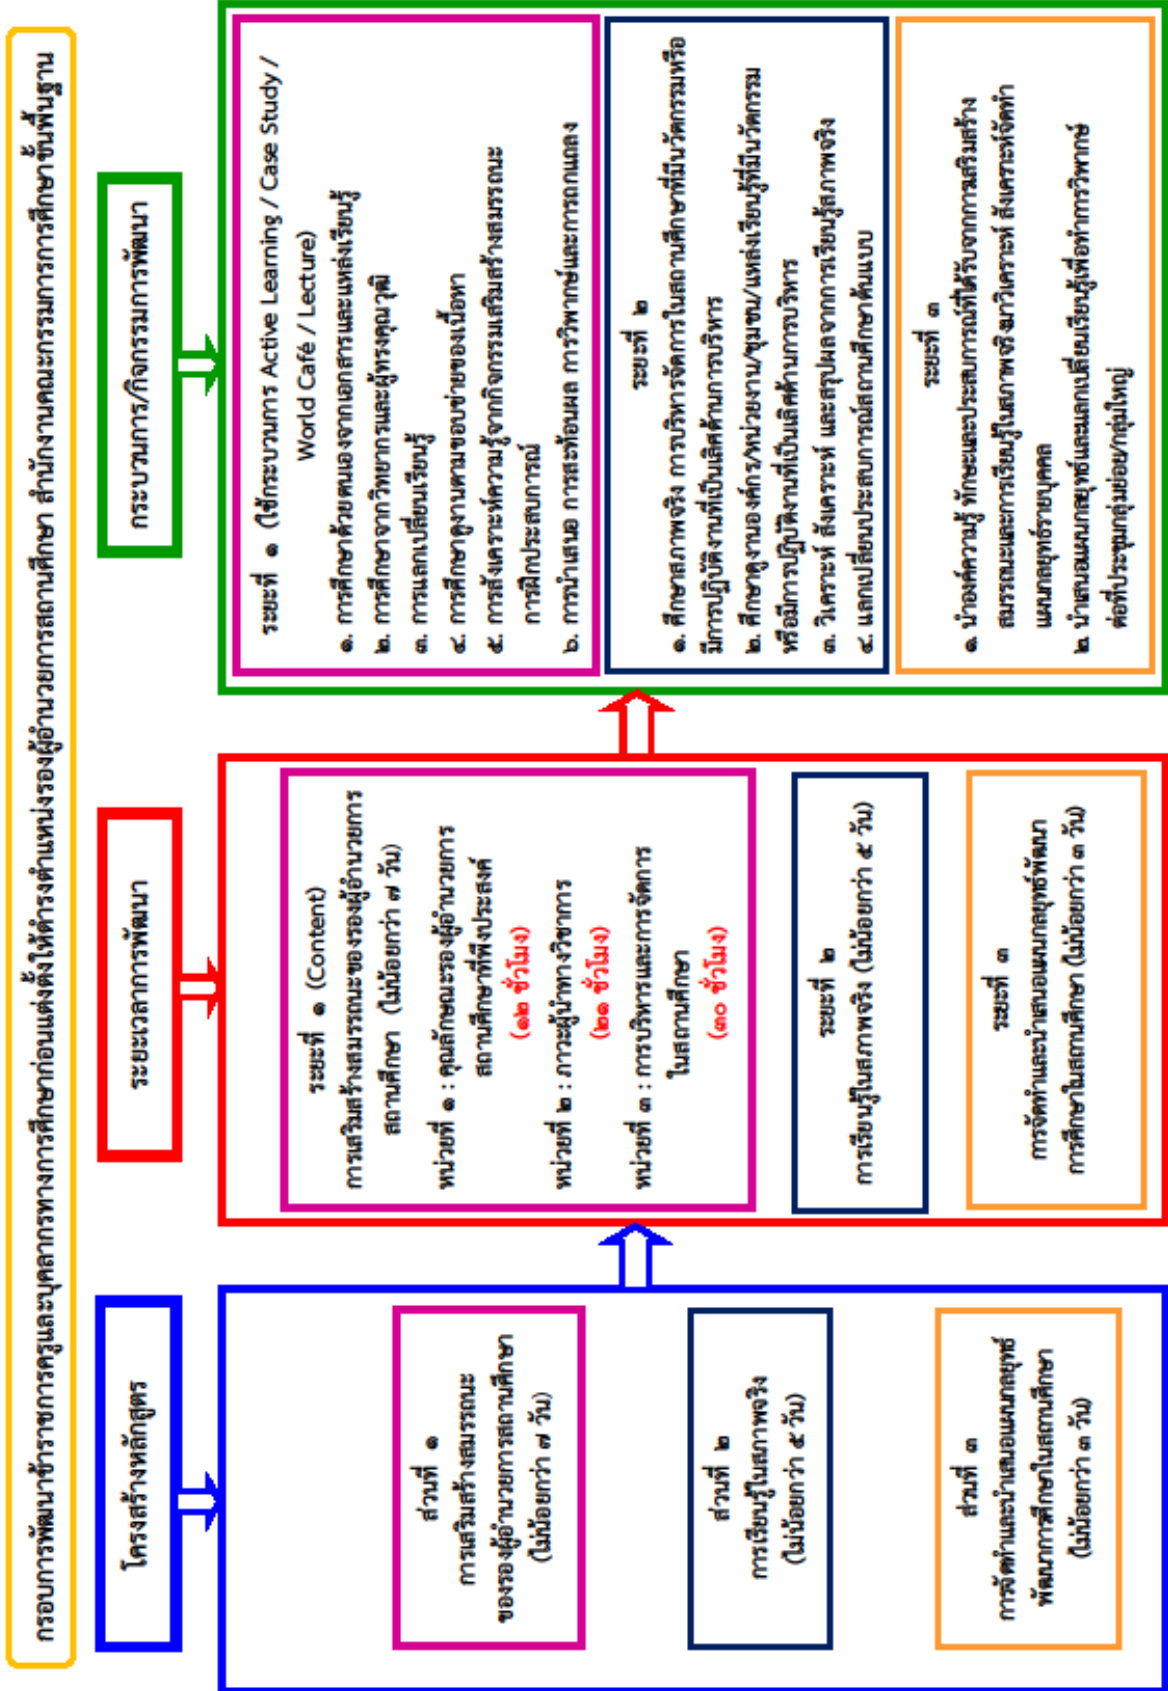 กรอบการพัฒนาข้าราชการครูและบุคลากรทางการศึกษาก่อนแต่งตั้งให้ดำรงตำแหน่งรองผู้อำนวยการสถานศึกษา สำนักงานคณะกรรมการการศึกษาขั้นพื้นฐาน
โครงสร้างหลักสูตร
ส่วนที่ ๑
การเสริมสร้างสมรรถนะ
ของรองผู้อำนวยการสถานศึกษา
(ไม่น้อยกว่า ๗ วัน)
ส่วนที่ ๒
การเรียนรู้ในสภาพจริง
(ไม่น้อยกว่า ๕ วัน)
ส่วนที่ ๓
การจัดทำและนำเสนอแผนกลยุทธ์
พัฒนาการศึกษาในสถานศึกษา
(ไม่น้อยกว่า ๓ วัน)
ระยะเวลาการพัฒนา
ระยะที่ ๑ (Content)
การเสริมสร้างสมรรถนะของรองผู้อำนวยการ
สถานศึกษา (ไม่น้อยกว่า ๗ วัน)
หน่วยที่ ๑ : คุณลักษณะรองผู้อำนวยการ
สถานศึกษาที่พึงประสงค์
(๑๒ ชั่วโมง)
หน่วยที่ ๒ : ภาวะผู้นำทางวิชาการ
(๒๑ ชั่วโมง)
หน่วยที่ ๓ : การบริหารและการจัดการ
ในสถานศึกษา
(๓๐ ชั่วโมง)
ระยะที่ ๒
การเรียนรู้ในสภาพจริง (ไม่น้อยกว่า ๕ วัน)
ระยะที่ ๓
การจัดทำและนำเสนอแผนกลยุทธ์พัฒนา
การศึกษาในสถานศึกษา (ไม่น้อยกว่า ๓ วัน)
กระบวนการ/กิจกรรมการพัฒนา
ระยะที่ ๑ (ใช้กระบวนการ Active Learning / Case Study /
World Café / Lecture)
๑. การศึกษาด้วยตนเองจากเอกสารและแหล่งเรียนรู้
๒. การศึกษาจากวิทยากรและผู้ทรงคุณวุฒิ
๓. การแลกเปลี่ยนเรียนรู้
๔. การศึกษาดูงานตามขอบข่ายของเนื้อหา
๕. การสังเคราะห์ความรู้จากกิจกรรมเสริมสร้างสมรรถนะ
การฝึกประสบการณ์
๖. การนำเสนอ การสะท้อนผล การวิพากษ์และการถกแถลง
ระยะที่ ๒
๑. ศึกษาสภาพจริง การบริหารจัดการในสถานศึกษาที่มีนวัตกรรมหรือ
มีการปฏิบัติงานที่เป็นเลิศด้านการบริหาร
๒. ศึกษาดูงานองค์กร/หน่วยงาน/ชุมชน/แหล่งเรียนรู้ที่มีนวัตกรรม
หรือมีการปฏิบัติงานที่เป็นเลิศด้านการบริหาร
๓. วิเคราะห์ สังเคราะห์ และสรุปผลจากการเรียนรู้สภาพจริง
๔. แลกเปลี่ยนประสบการณ์สถานศึกษาต้นแบบ
ระยะที่ ๓
๑. นำองค์ความรู้ ทักษะและประสบการณ์ที่ได้รับจากการเสริมสร้าง
สมรรถนะและการเรียนรู้ในสภาพจริงมาวิเคราะห์ สังเคราะห์จัดทำ
แผนกลยุทธ์รายบุคคล
๒. นำเสนอแผนกลยุทธ์และแลกเปลี่ยนเรียนรู้เพื่อทำการวิพากษ์
ต่อที่ประชุมกลุ่มย่อย/กลุ่มใหญ่